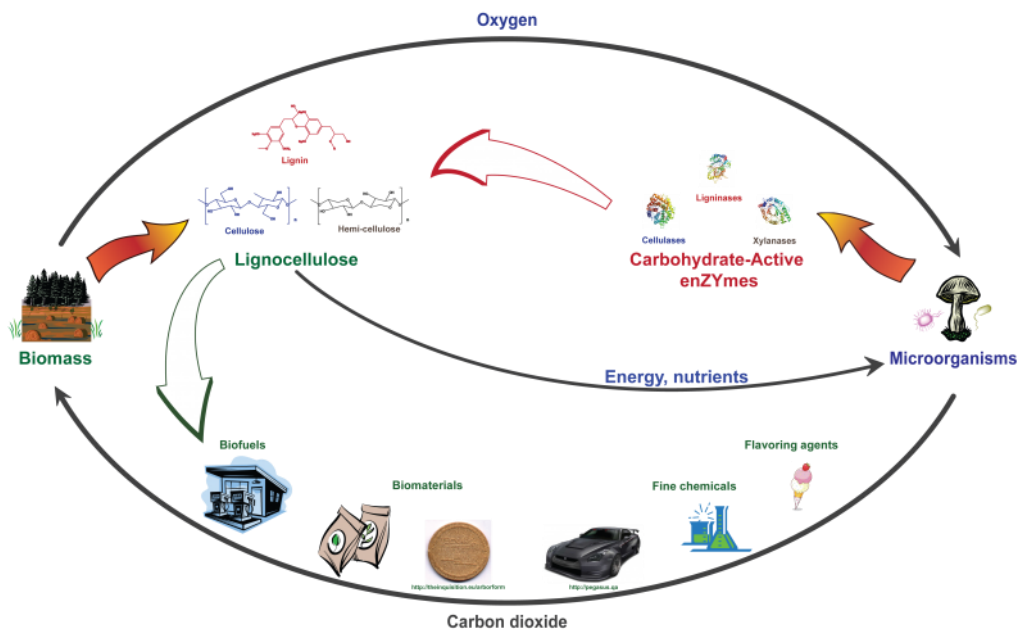 Oxygen
Lignin
Cellulose
Hemi-cellulose
Lignocellulose
Ligninases
Cellulases
Xylanases
Carbohydrate-Active
enZYmes
Biomass
Microorganisms
Energy, nutrients
Biofuels
Biomaterials
Fine chemicals
Flavoring agents
http://pegasus.qa
Carbon dioxide